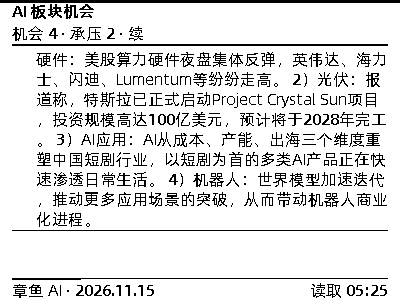 AI 板块机会
机会 4 · 承压 2 · 续
硬件：美股算力硬件夜盘集体反弹，英伟达、海力
士、闪迪、Lumentum等纷纷走高。 2）光伏：报
道称，特斯拉已正式启动Project Crystal Sun项目
，投资规模高达100亿美元，预计将于2028年完工
。 3）AI应用：AI从成本、产能、出海三个维度重
塑中国短剧行业，以短剧为首的多类AI产品正在快
速渗透日常生活。 4）机器人：世界模型加速迭代
，推动更多应用场景的突破，从而带动机器人商业
化进程。
章鱼 AI · 2026.11.15
读取 05:25